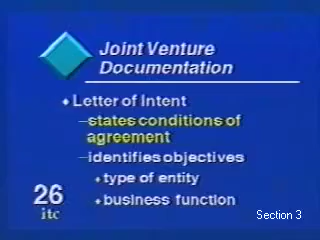 Joint Venture
Documentation
♦ Letter of Intent
–states conditions of
agreement
–identifies objectives
♦ type of entity
♦ business function
26
itc
Section 3